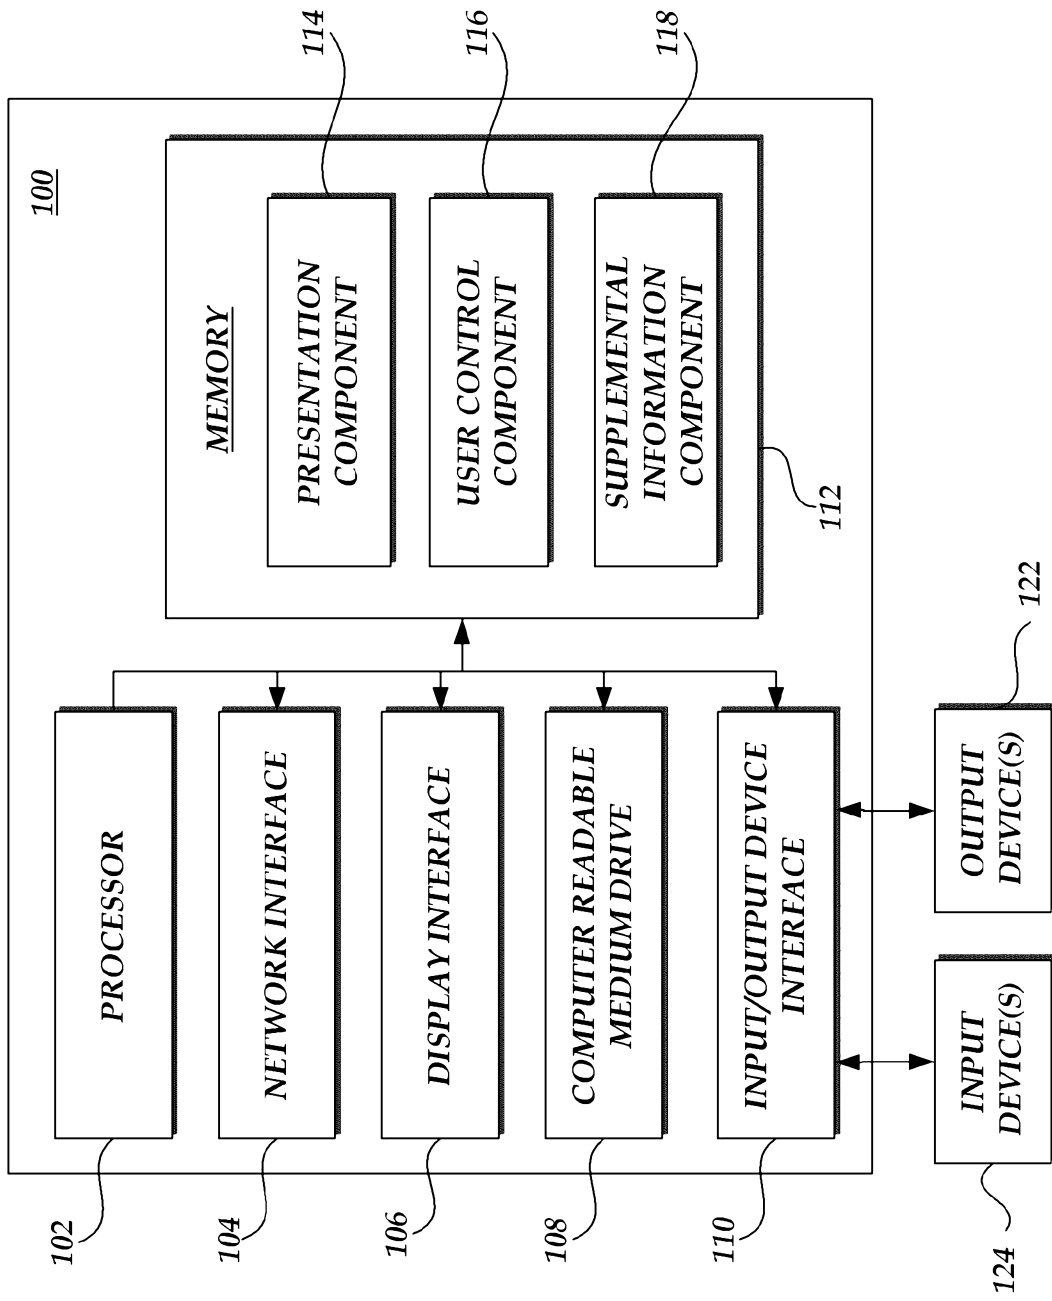 100
102
PROCESSOR
104
NETWORK INTERFACE
106
DISPLAY INTERFACE
108
COMPUTER READABLE
MEDIUM DRIVE
110
INPUT/OUTPUT DEVICE
INTERFACE
MEMORY
PRESENTATION
COMPONENT
114
USER CONTROL
COMPONENT
116
SUPPLEMENTAL
INFORMATION
COMPONENT
118
112
124
INPUT
DEVICE(S)
OUTPUT
DEVICE(S)
122